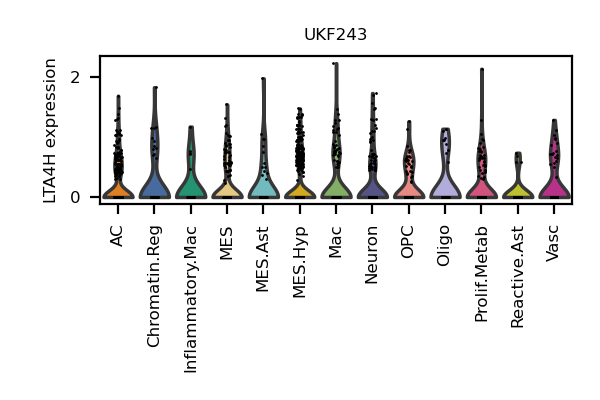 UKF243
LTA4H expression
2
0
AC
Chromatin.Reg
Inflammatory.Mac
MES
MES.Ast
MES.Hyp
Mac
Neuron
OPC
Oligo
Prolif.Metab
Reactive.Ast
Vasc